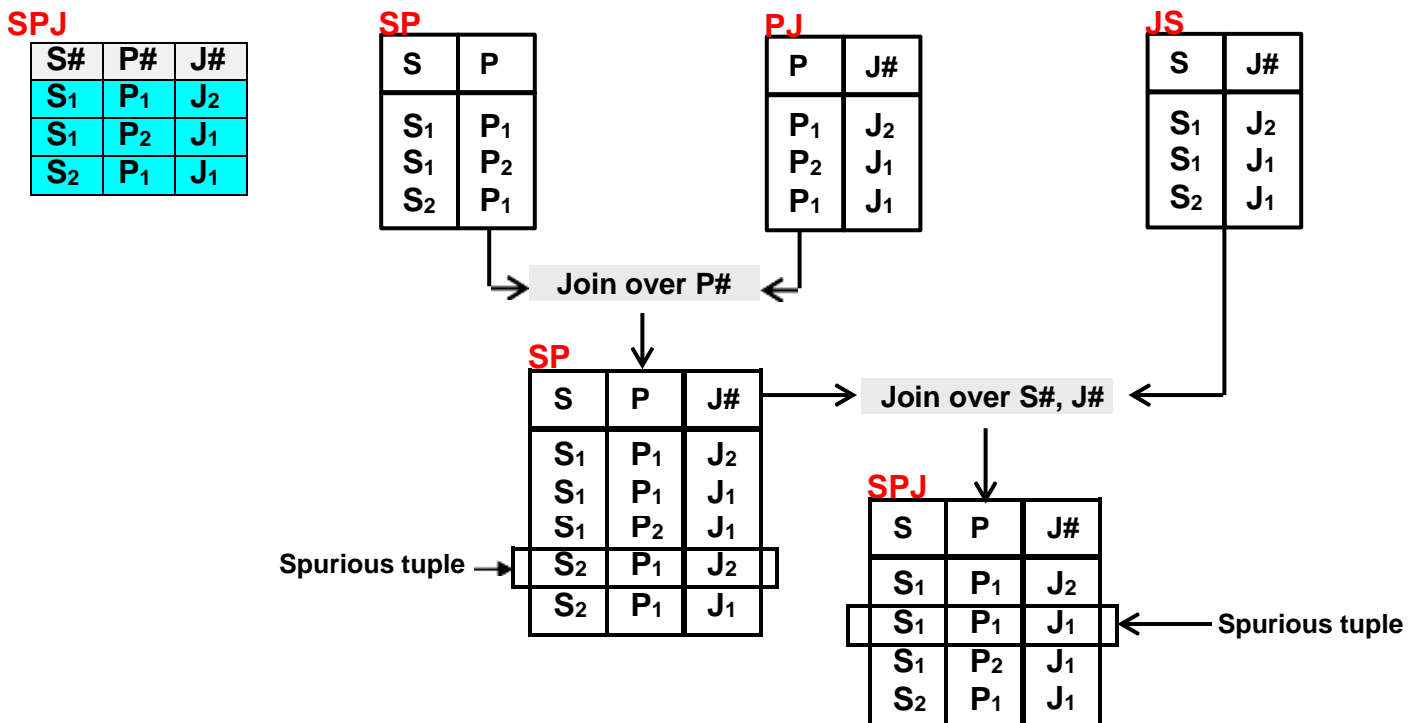 SPJ
S# P# J#
S1 P1 J2
S1 P2 J1
S2 P1 J1
SP
S P
S1 P1
S1 P2
S2 P1
PJ
P J#
P1 J2
P2 J1
P1 J1
JS
S J#
S1 J2
S1 J1
S2 J1
Join over P#
SP
S P J#
S1 P1 J2
S1 P1 J1
S1 P2 J1
Spurious tuple
S2 P1 J2
S2 P1 J1
Join over S#, J#
SPJ
S P J#
S1 P1 J2
S1 P1 J1
Spurious tuple
S1 P2 J1
S2 P1 J1